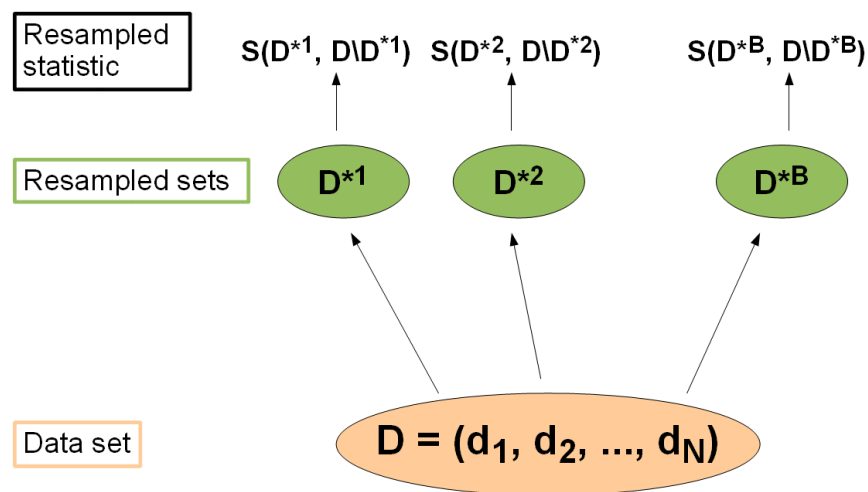 Resampled
statistic
S(D*1, D\D*1) S(D*2, D\D*2) S(D*B, D\D*B)
Resampled sets
D*1 D*2 D*B
Data set
D = (d1, d2, ..., dN)